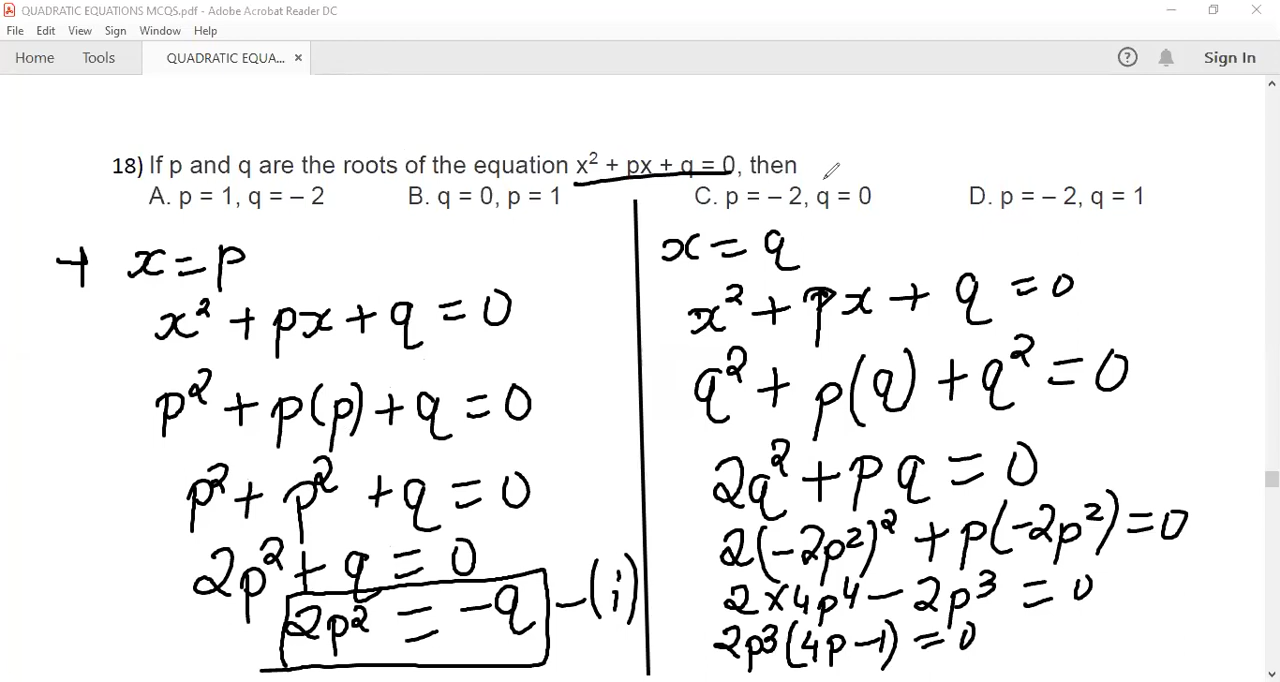 QUADRATIC EQUATIONS MCQS.pdf - Adobe Acrobat Reader DC
File Edit View Sign Window Help
Home Tools QUADRATIC EQUA... × ? Sign In
18) If p and q are the roots of the equation x² + px + q = 0, then
A. p = 1, q = – 2 B. q = 0, p = 1 C. p = – 2, q = 0 D. p = – 2, q = 1
x = p
x² + px + q = 0
p² + p(p) + q = 0
p² + p² + q = 0
2p² + q = 0
2p² = -q -(i)
x = q
x² + px + q = 0
q² + p(q) + q² = 0
2q² + pq = 0
2(-2p²)² + p(-2p²) = 0
2×4p⁴ - 2p³ = 0
2p³(4p-1) = 0